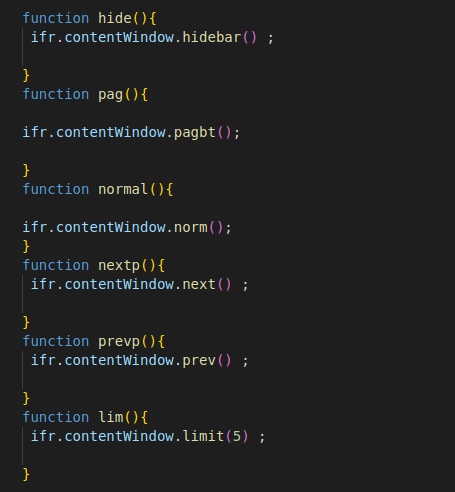 function hide(){
ifr.contentWindow.hidebar() ;
}
function pag(){
ifr.contentWindow.pagbt();
}
function normal(){
ifr.contentWindow.norm();
}
function nextp(){
ifr.contentWindow.next() ;
}
function prevp(){
ifr.contentWindow.prev() ;
}
function lim(){
ifr.contentWindow.limit(5) ;
}